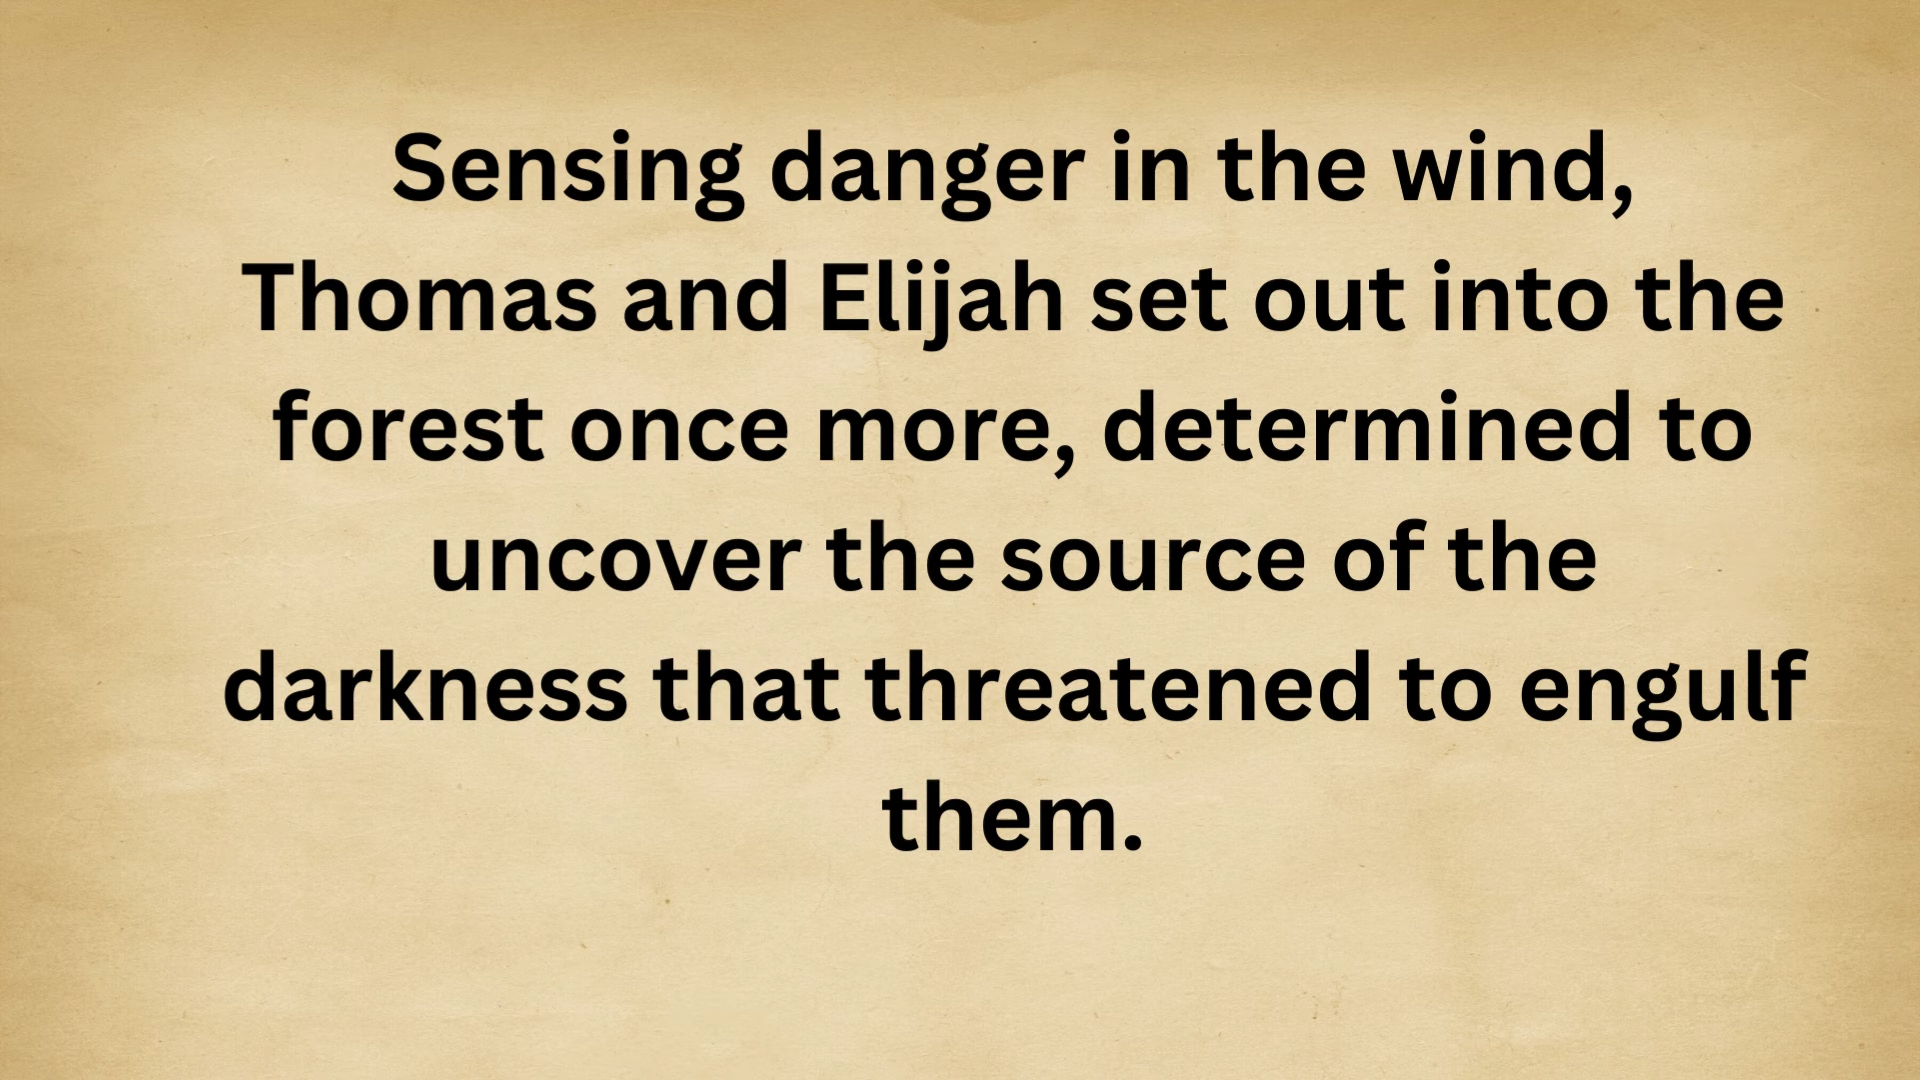 Sensing danger in the wind,
Thomas and Elijah set out into the
forest once more, determined to
uncover the source of the
darkness that threatened to engulf
them.